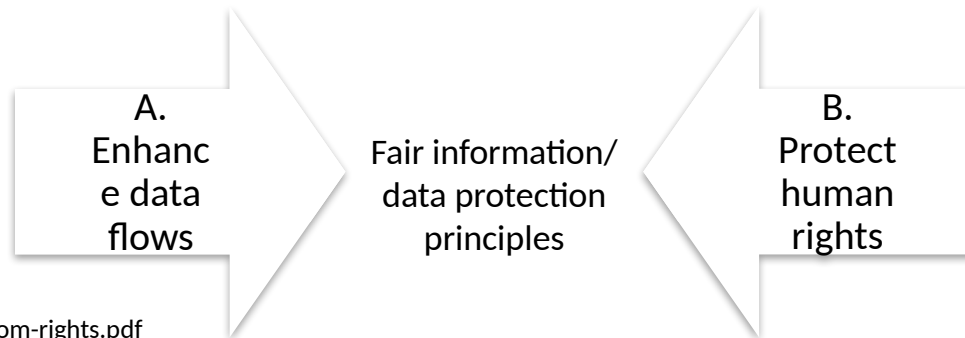 A.
Enhanc
e data
flows
Fair information/
data protection
principles
B.
Protect
human
rights
om-rights.pdf